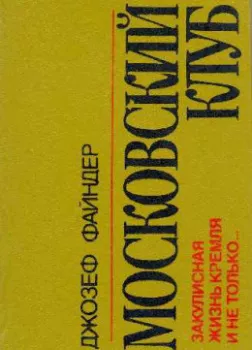 ДЖОЗЕФ ФАЙНДЕР
МОСКОВСКИЙ
КЛУБ
ЗАКУЛИСНАЯ
ЖИЗНЬ КРЕМЛЯ
И НЕ ТОЛЬКО...